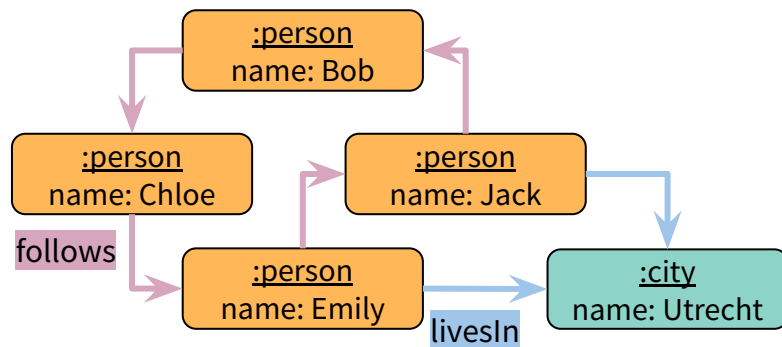 :person
name: Bob
:person
name: Chloe
:person
name: Jack
follows
:person
name: Emily
livesIn
:city
name: Utrecht